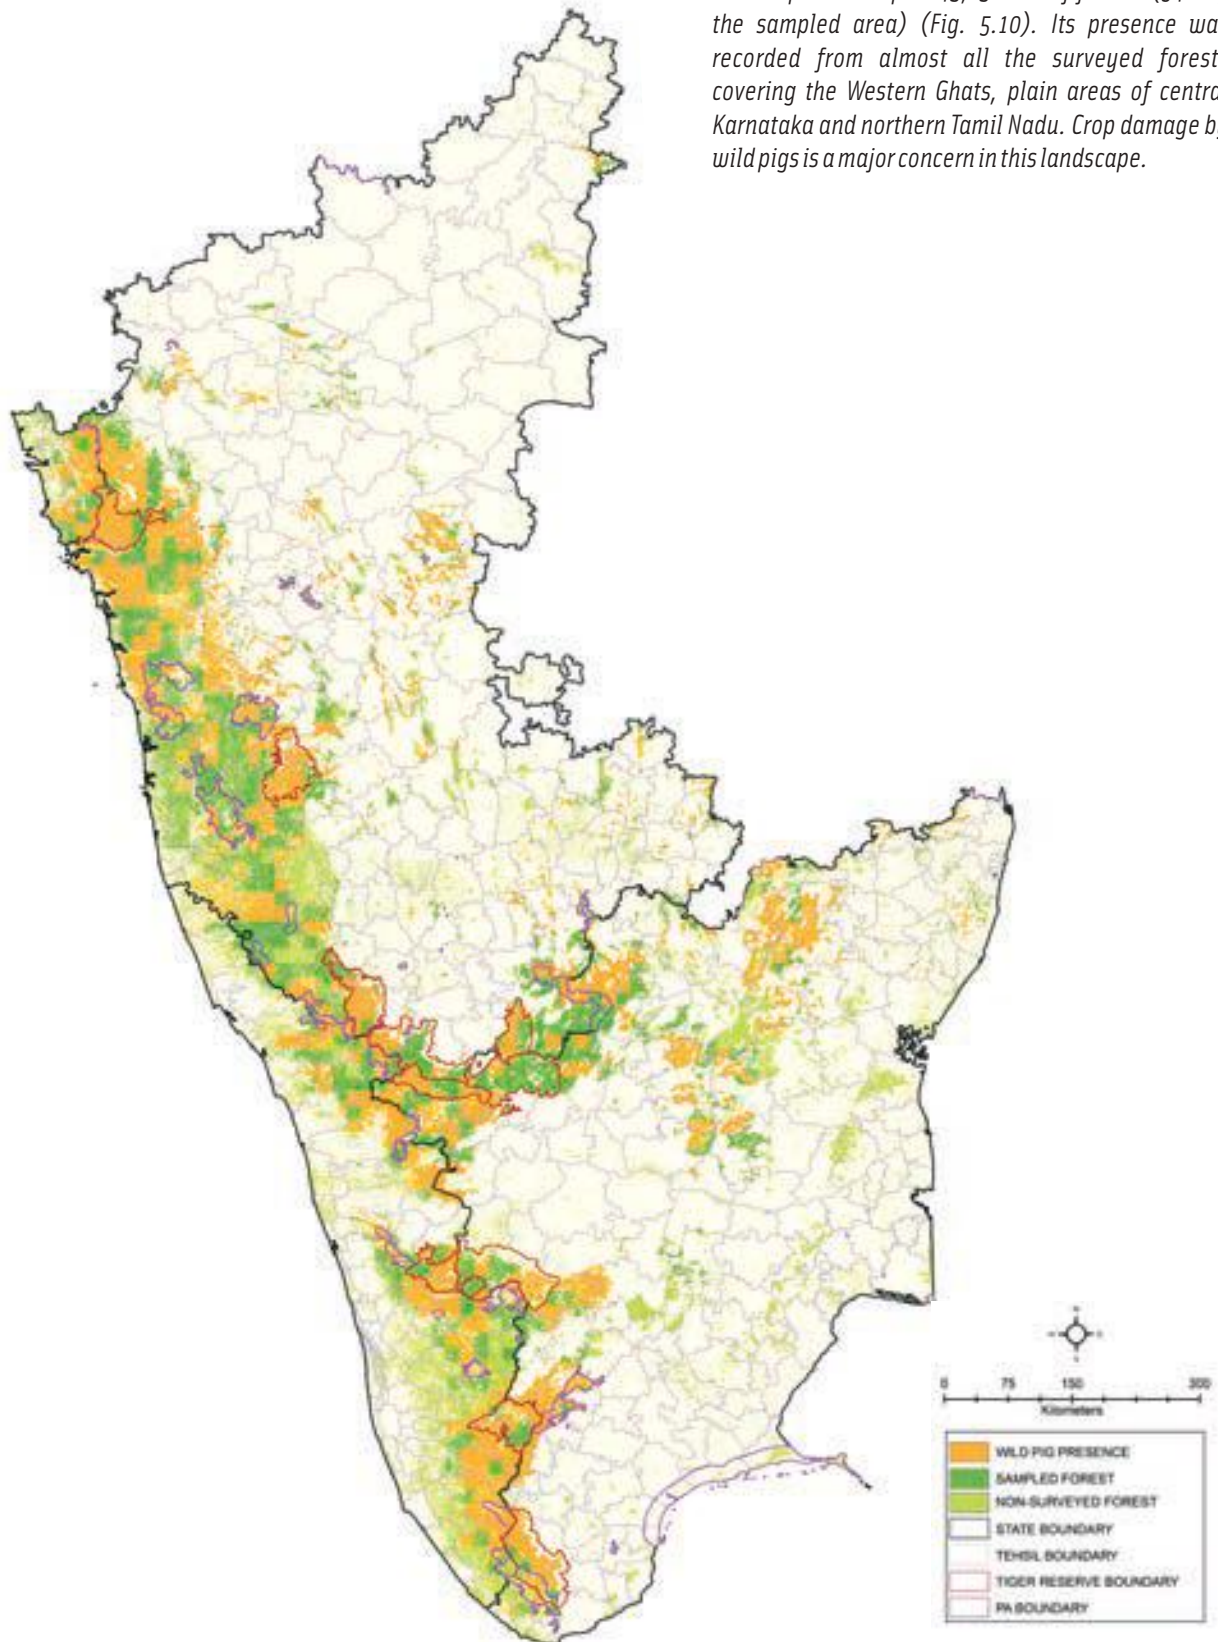 the sampled area) (Fig. 5.10). Its presence wa
recorded from almost all the surveyed forest
covering the Western Ghats, plain areas of centra
Karnataka and northern Tamil Nadu. Crop damage b
wild pigs is a major concern in this landscape.
0 75 150 300
Kilometers
WILD PIG PRESENCE
SAMPLED FOREST
NON-SURVEYED FOREST
STATE BOUNDARY
TEHSIL BOUNDARY
TIGER RESERVE BOUNDARY
PA BOUNDARY